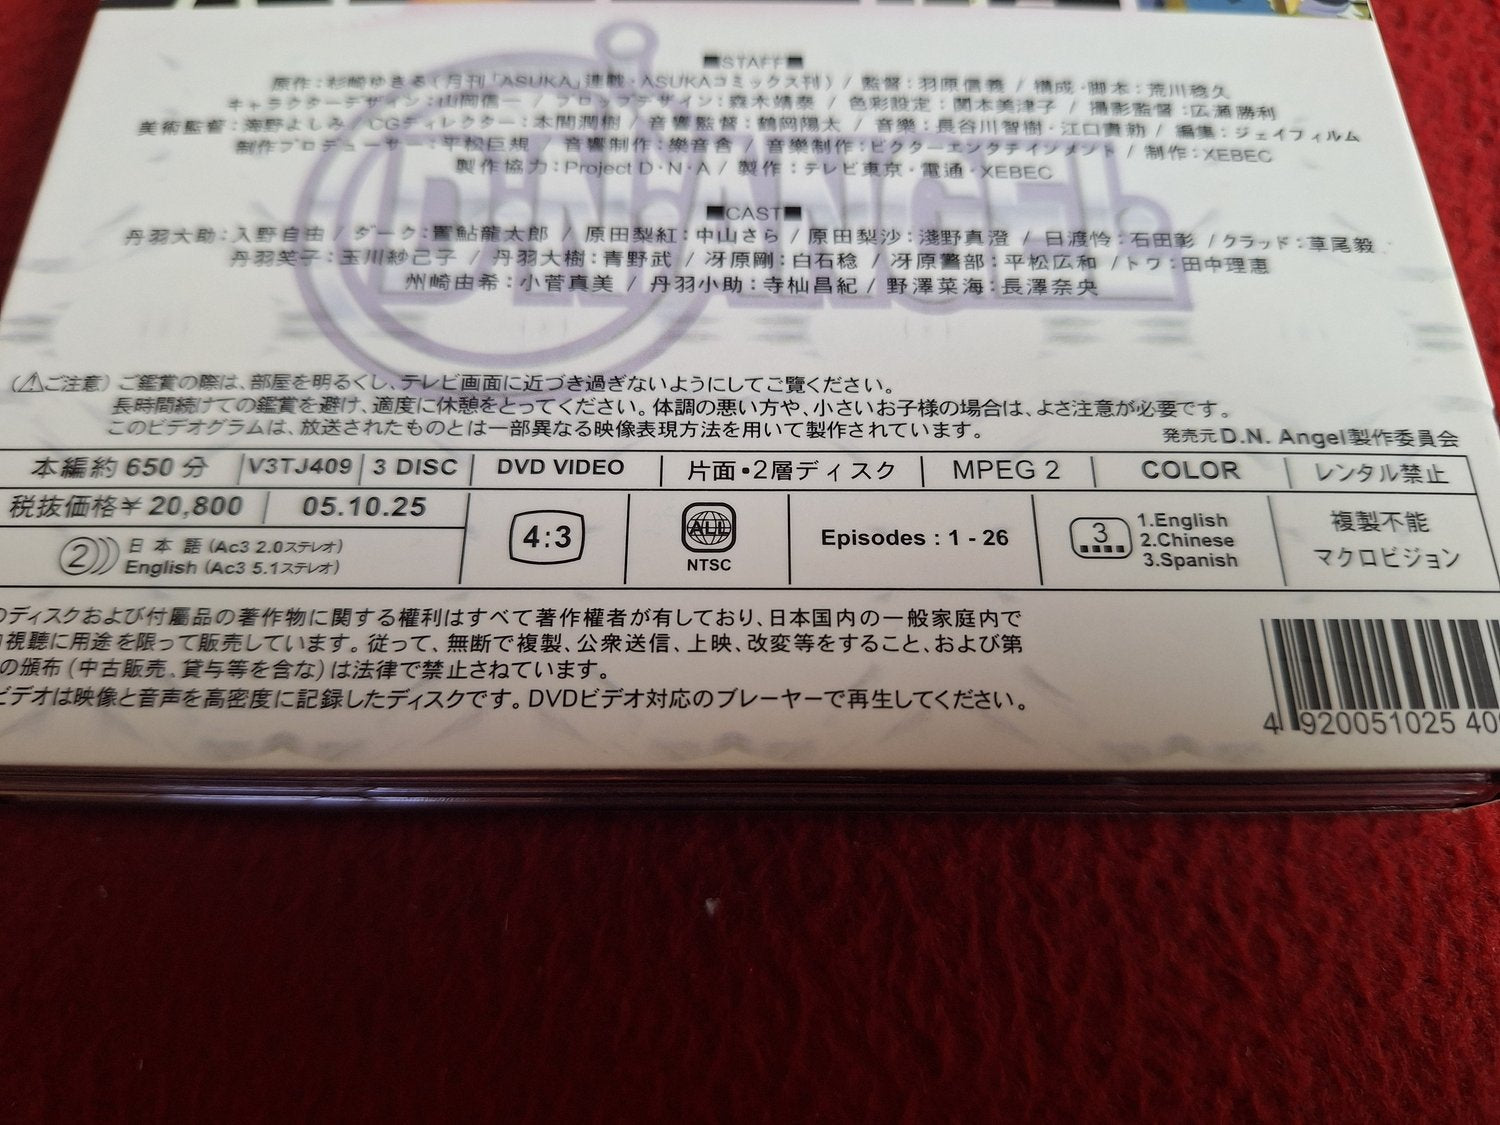 ■STAFF■
原作：杉崎ゆきる（月刊「ASUKA」連載・ASUKAコミックス刊）/ 監督：羽原信義 / 構成・脚本：荒川稔久
キャラクターデザイン：山岡信一 / プロップデザイン：森木靖泰 / 色彩設定：関本美津子 / 撮影監督：広瀬勝利
美術監督：海野よしみ / CGディレクター：本間潤樹 / 音響監督：鶴岡陽太 / 音樂：長谷川智樹・江口貴勅 / 編集：ジェイフィルム
制作プロデューサー：平松巨規 / 音響制作：樂音舎 / 音樂制作：ビクターエンタテインメント / 制作：XEBEC
製作協力：Project D・N・A / 製作：テレビ東京・電通・XEBEC
D・N・ANGEL
■CAST■
丹羽大助：入野自由 / ダーク：置鮎龍太郎 / 原田梨紅：中山さら / 原田梨沙：淺野真澄 / 日渡怜：石田彰 / クラッド：草尾毅
丹羽笑子：玉川紗己子 / 丹羽大樹：青野武 / 冴原剛：白石稔 / 冴原警部：平松広和 / トワ：田中理恵
州崎由希：小菅真美 / 丹羽小助：寺杣昌紀 / 野澤菜海：長澤奈央
（⚠ご注意）ご鑑賞の際は、部屋を明るくし、テレビ画面に近づき過ぎないようにしてご覧ください。
長時間続けての鑑賞を避け、適度に休憩をとってください。体調の悪い方や、小さいお子様の場合は、よさ注意が必要です。
このビデオグラムは、放送されたものとは一部異なる映像表現方法を用いて製作されています。
発売元D.N. Angel製作委員会
本編約650分 V3TJ409 3 DISC DVD VIDEO 片面・2層ディスク MPEG 2 COLOR レンタル禁止
税抜価格￥20,800 05.10.25
2 日本語（Ac3 2.0ステレオ）
English（Ac3 5.1ステレオ）
4:3
ALL
NTSC
Episodes : 1 - 26
3
1.English
2.Chinese
3.Spanish
複製不能
マクロビジョン
のディスクおよび付屬品の著作物に関する權利はすべて著作權者が有しており、日本国内の一般家庭内で
視聴に用途を限って販売しています。従って、無断で複製、公衆送信、上映、改変等をすること、および第
の頒布（中古販売、貸与等を含な）は法律で禁止されています。
ビデオは映像と音声を高密度に記録したディスクです。DVDビデオ対応のブレーヤーで再生してください。
4 920051025 40